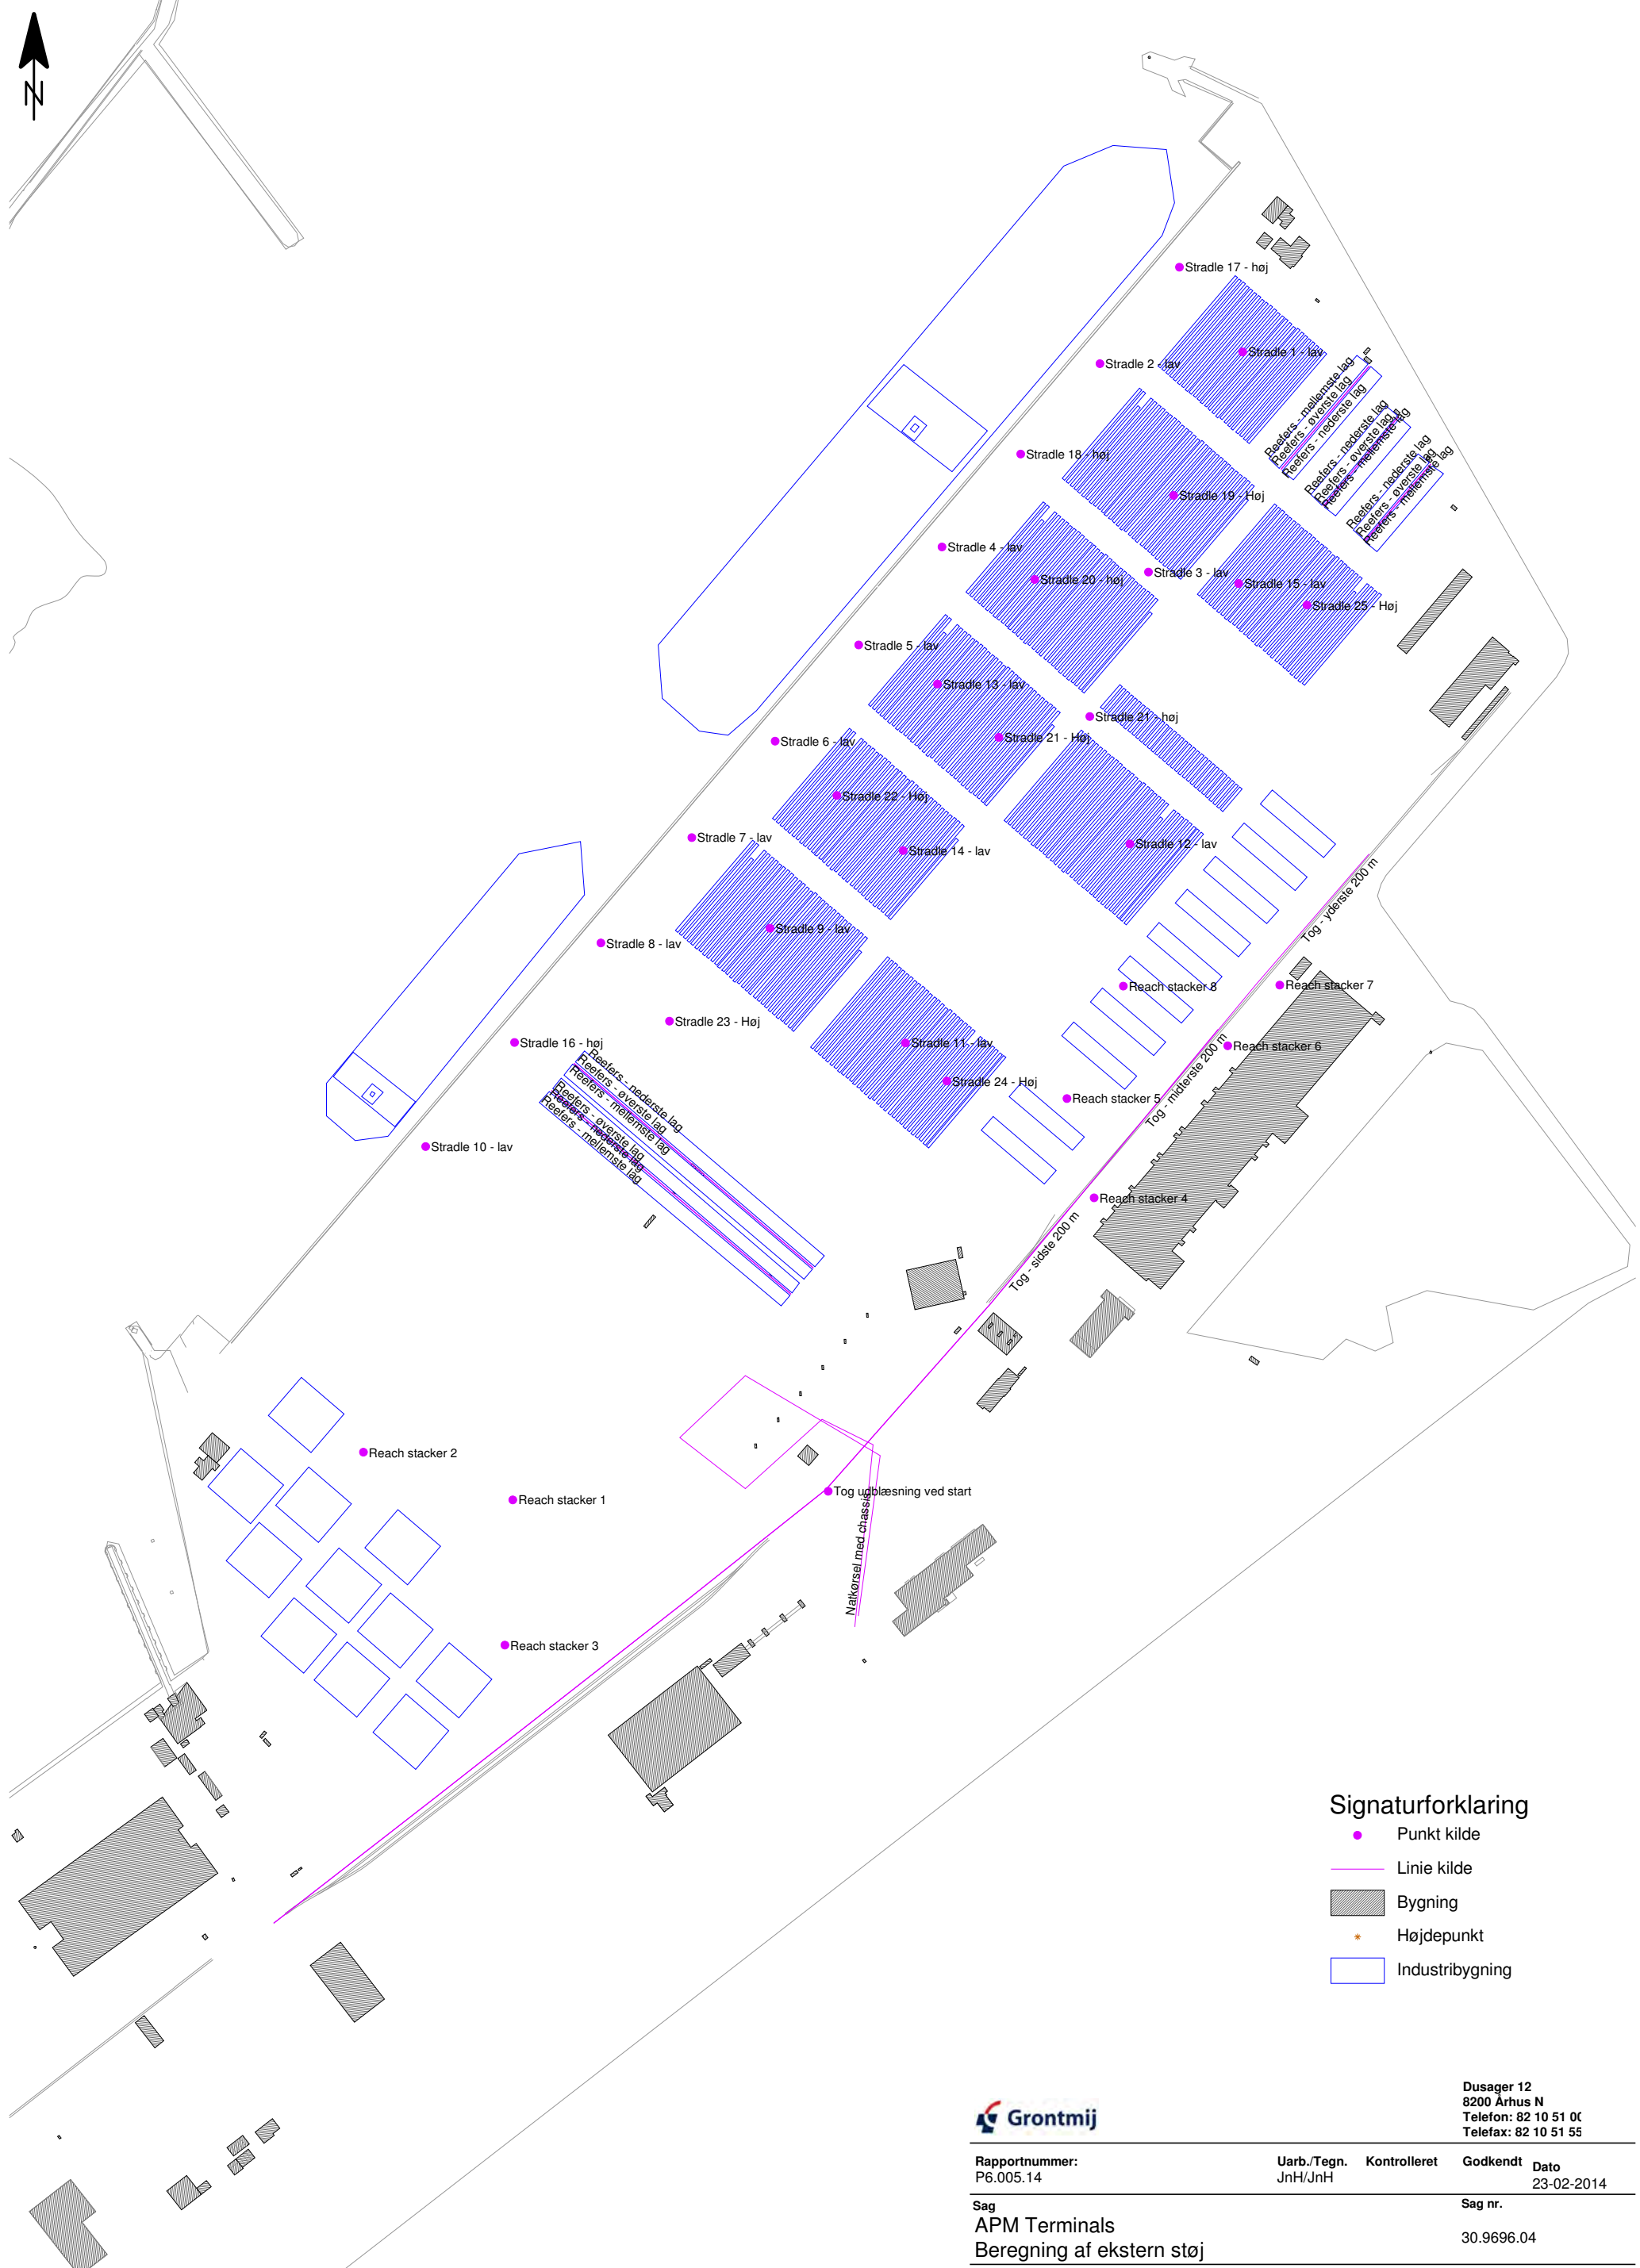 N
Stradle 17 - høj
Stradle 1 - lav
Stradle 2 - lav
Reefers - mellemste lag
Reefers - øverste lag
Reefers - nederste lag
Reefers - nederste lag
Reefers - øverste lag
Reefers - mellemste lag
Reefers - nederste lag
Reefers - øverste lag
Reefers - mellemste lag
Stradle 18 - høj
Stradle 19 - Høj
Stradle 4 - lav
Stradle 20 - høj
Stradle 3 - lav
Stradle 15 - lav
Stradle 25 - Høj
Stradle 5 - lav
Stradle 13 - lav
Stradle 21 - høj
Stradle 21 - Høj
Stradle 6 - lav
Stradle 22 - Høj
Stradle 7 - lav
Stradle 14 - lav
Stradle 12 - lav
Tog - yderste 200 m
Stradle 9 - lav
Stradle 8 - lav
Reach stacker 8
Reach stacker 7
Stradle 23 - Høj
Stradle 16 - høj
Stradle 11 - lav
Reach stacker 6
Tog - midterste 200 m
Stradle 24 - Høj
Reach stacker 5
Reefers - nederste lag
Reefers - øverste lag
Reefers - mellemste lag
Reefers - øverste lag
Reefers - nederste lag
Reefers - mellemste lag
Stradle 10 - lav
Reach stacker 4
Tog - sidste 200 m
Reach stacker 2
Reach stacker 1
Tog udblæsning ved start
Natkørsel med chassis
Reach stacker 3
Signaturforklaring
Punkt kilde
Linie kilde
Bygning
Højdepunkt
Industribygning
Grontmij
Dusager 12
8200 Århus N
Telefon: 82 10 51 00
Telefax: 82 10 51 55
Rapportnummer:
P6.005.14
Uarb./Tegn.
JnH/JnH
Kontrolleret
Godkendt
Dato
23-02-2014
Sag
APM Terminals
Beregning af ekstern støj
Sag nr.
30.9696.04